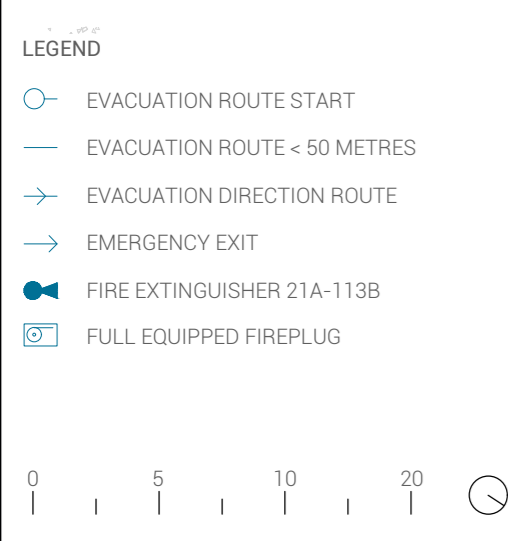 LEGEND
EVACUATION ROUTE START
EVACUATION ROUTE < 50 METRES
EVACUATION DIRECTION ROUTE
EMERGENCY EXIT
FIRE EXTINGUISHER 21A-113B
FULL EQUIPPED FIREPLUG
0 5 10 20